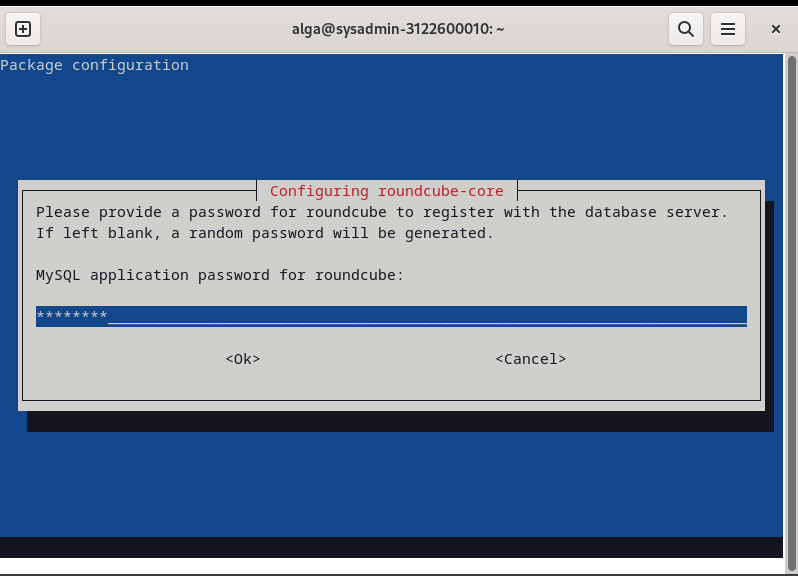 alga@sysadmin-3122600010: ~
Package configuration
Configuring roundcube-core
Please provide a password for roundcube to register with the database server.
If left blank, a random password will be generated.
MySQL application password for roundcube:
********
<Ok> <Cancel>